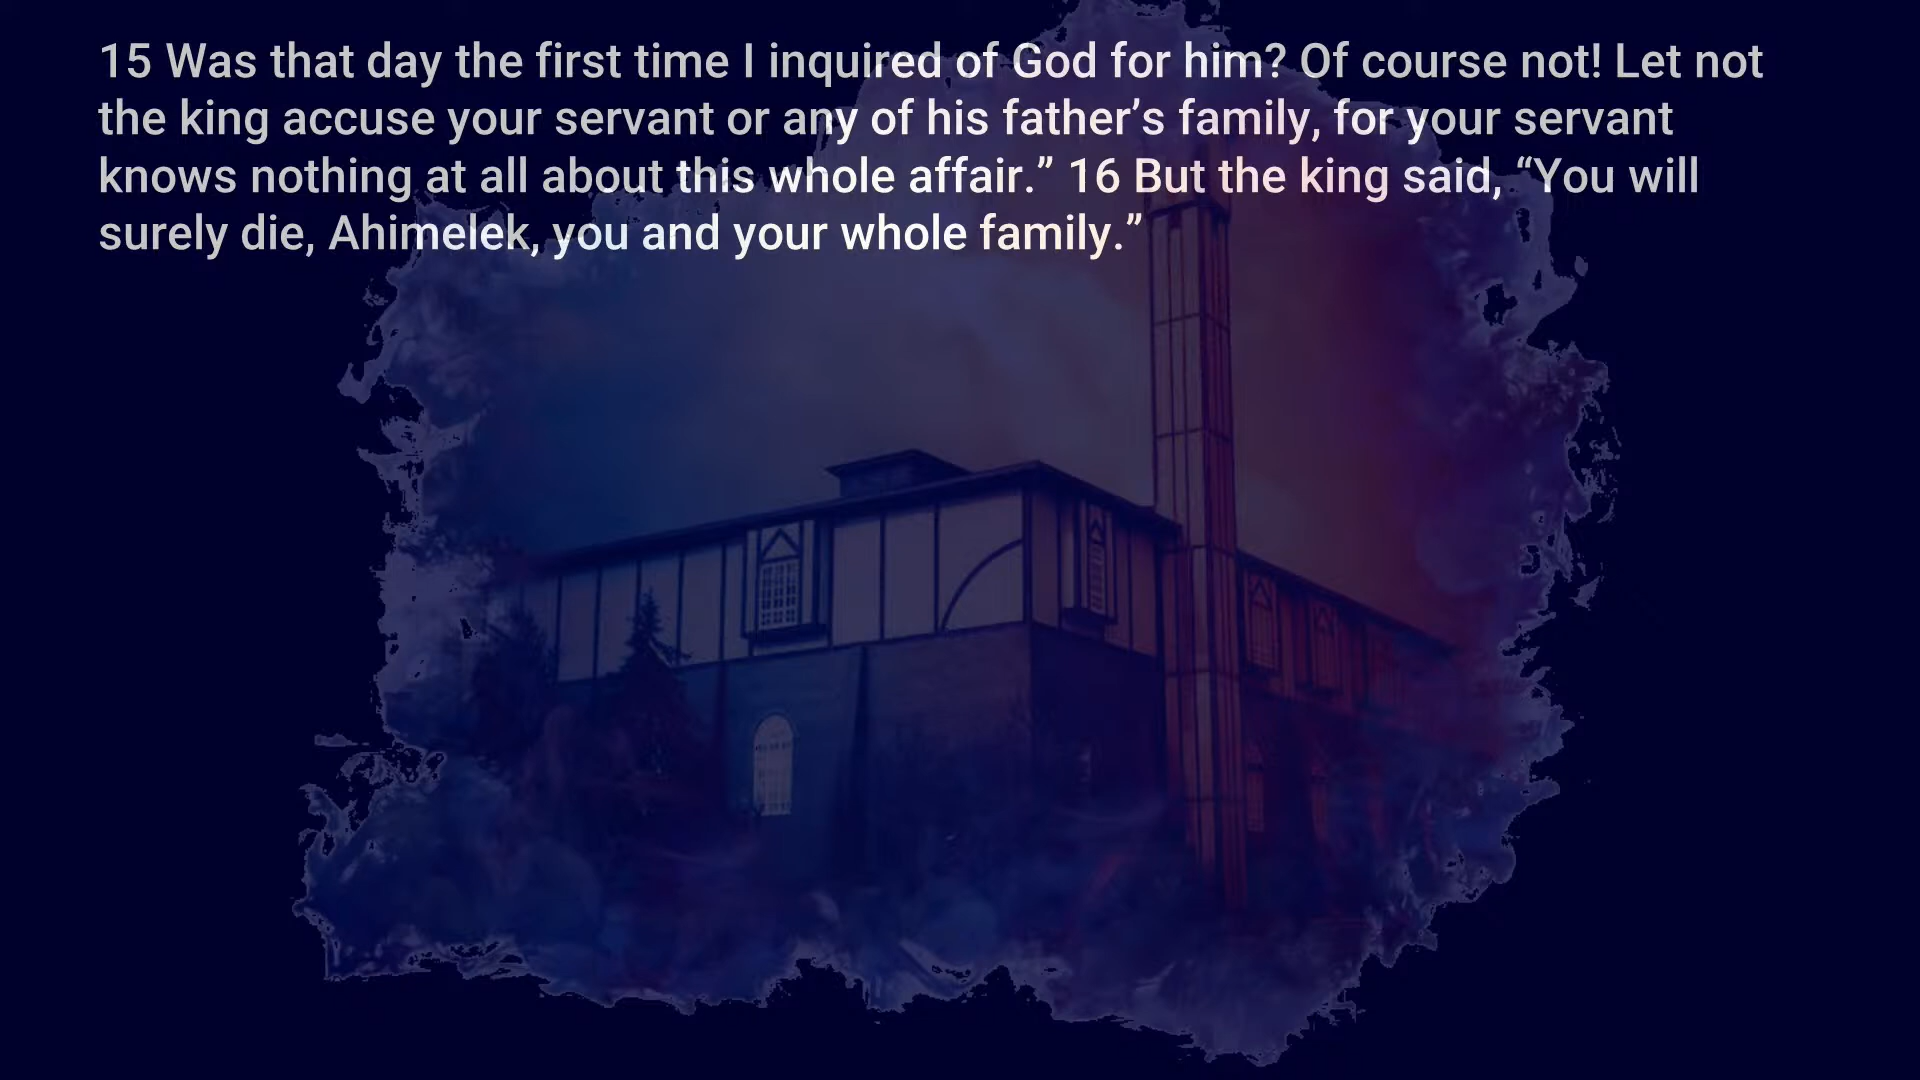 15 Was that day the first time I inquired of God for him? Of course not! Let not
the king accuse your servant or any of his father’s family, for your servant
knows nothing at all about this whole affair.” 16 But the king said, “You will
surely die, Ahimelek, you and your whole family.”